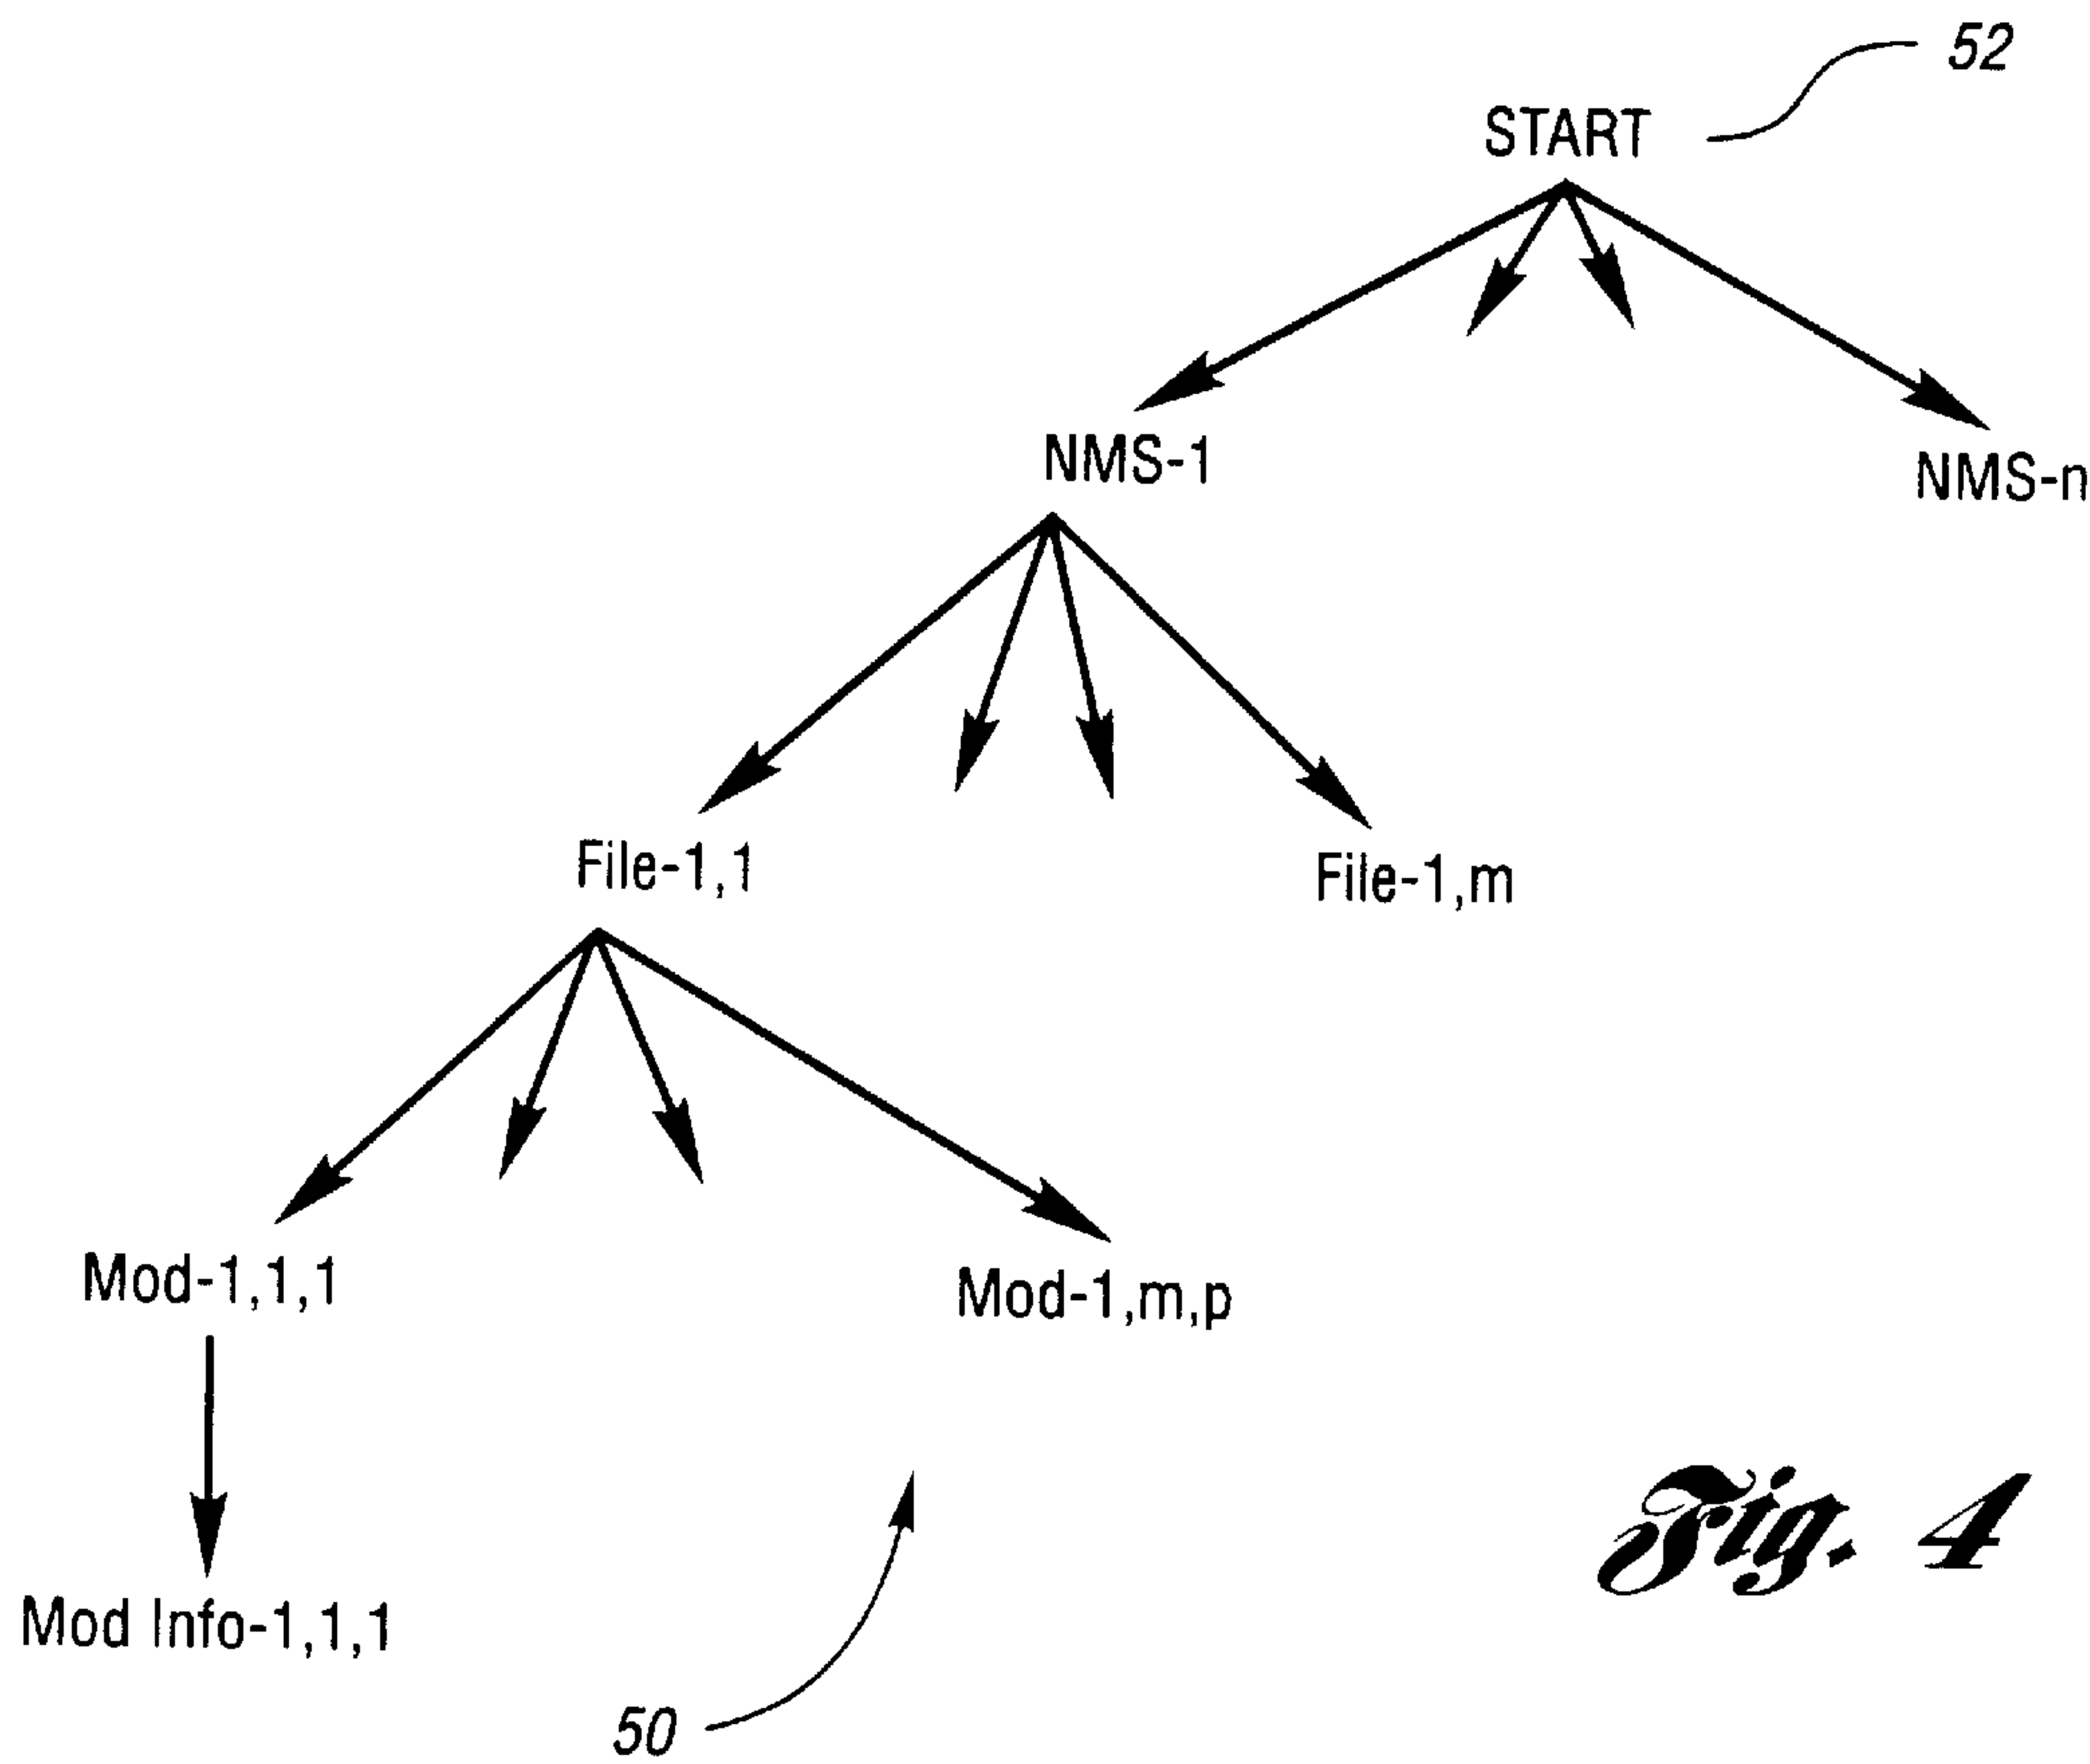 52
START
NMS-1
NMS-n
File-1,1
File-1,m
Mod-1,1,1
Mod-1,m,p
Mod Info-1,1,1
50
Fig. 4